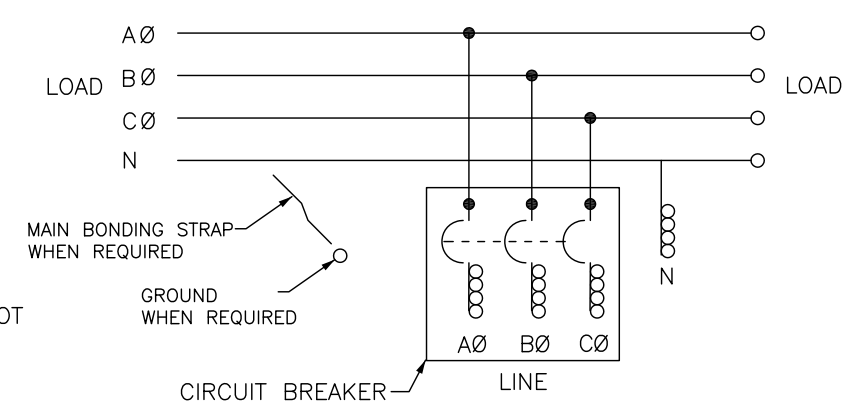 AØ
LOAD BØ LOAD
CØ
N
MAIN BONDING STRAP
WHEN REQUIRED
N
GROUND
WHEN REQUIRED
OT
AØ BØ CØ
LINE
CIRCUIT BREAKER